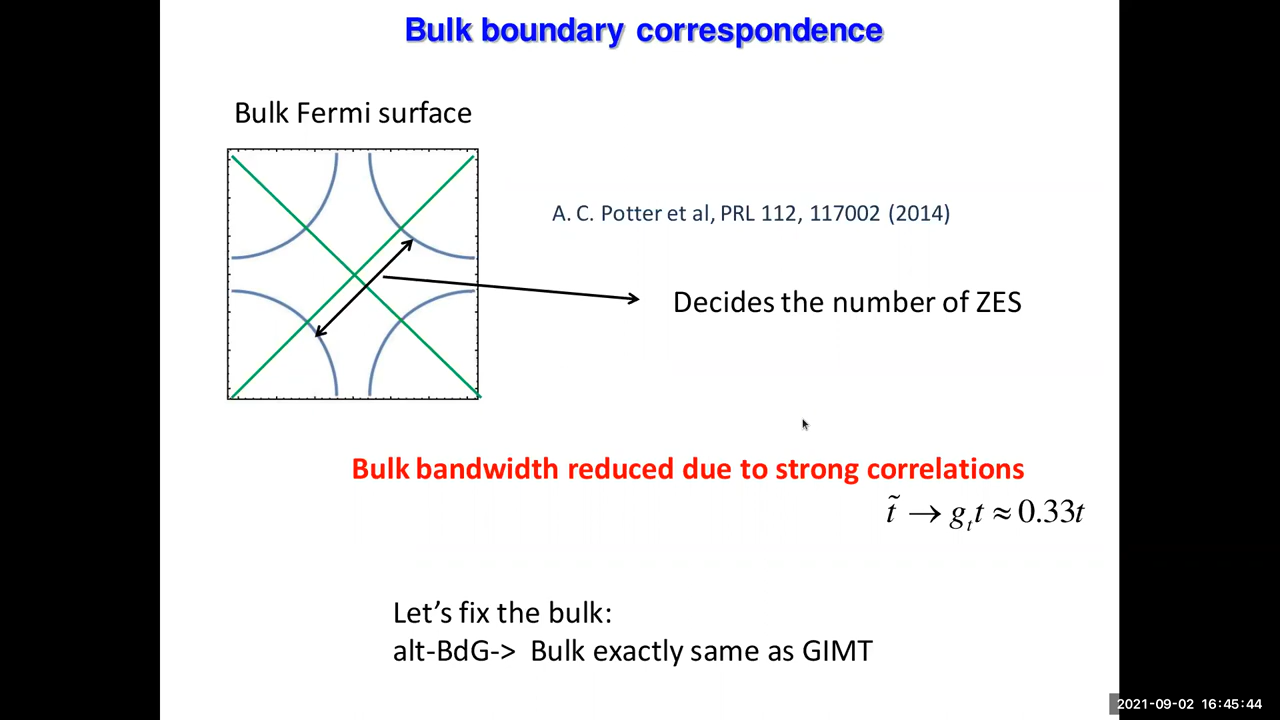 Bulk boundary correspondence
Bulk Fermi surface
A. C. Potter et al, PRL 112, 117002 (2014)
Decides the number of ZES
Bulk bandwidth reduced due to strong correlations
t̃ → gₜt ≈ 0.33t
Let’s fix the bulk:
alt-BdG-> Bulk exactly same as GIMT
2021-09-02 16:45:44